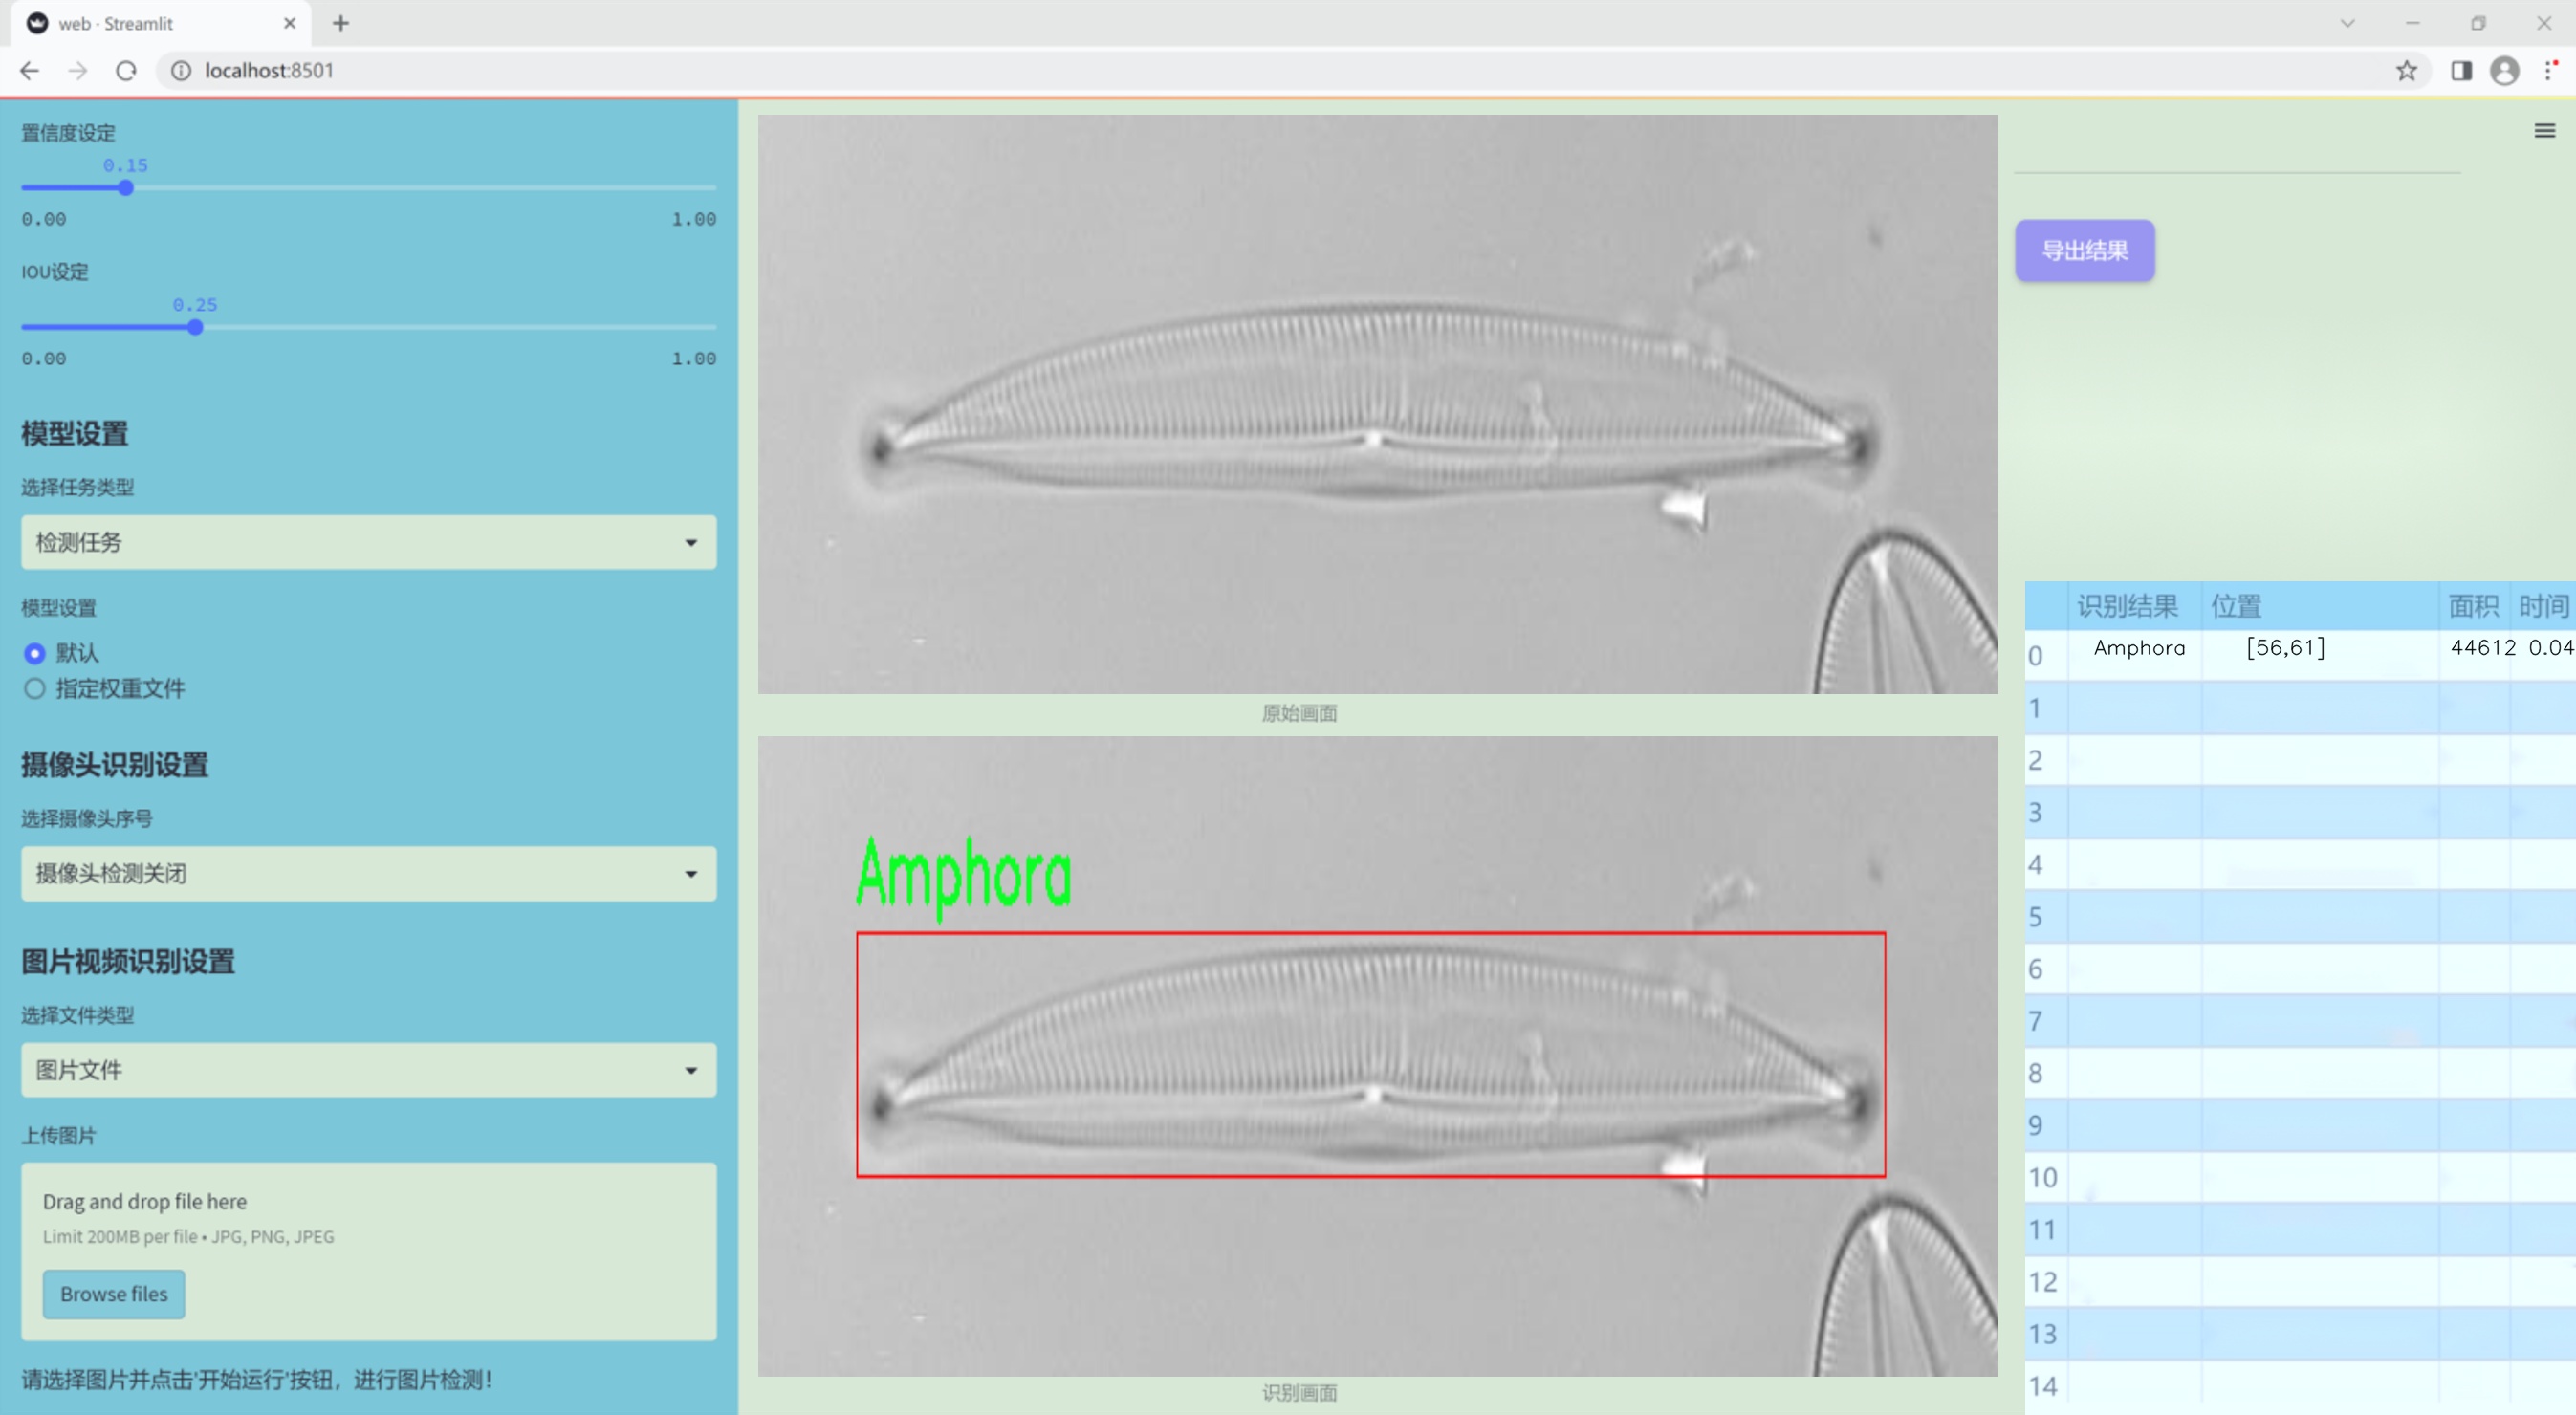 web · Streamlit
localhost:8501
置信度设定
0.15
0.00 1.00
IOU设定
0.25
0.00 1.00
模型设置
选择任务类型
检测任务
模型设置
默认
指定权重文件
摄像头识别设置
选择摄像头序号
摄像头检测关闭
图片视频识别设置
选择文件类型
图片文件
上传图片
Drag and drop file here
Limit 200MB per file • JPG, PNG, JPEG
Browse files
请选择图片并点击'开始运行'按钮，进行图片检测！
原始画面
Amphora
识别画面
导出结果
识别结果 位置 面积 时间
0 Amphora [56,61] 44612 0.04
1
2
3
4
5
6
7
8
9
10
11
12
13
14